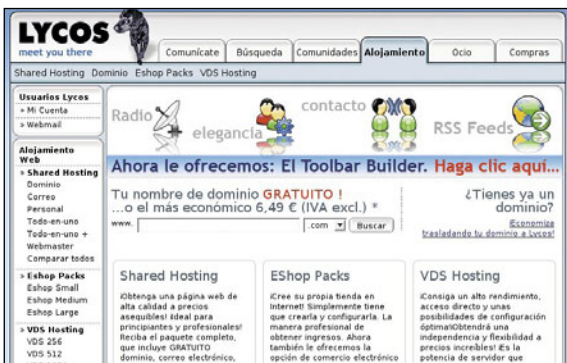 LYCOS
meet you there
Comunícate Búsqueda Comunidades Alojamiento Ocio Compras
Shared Hosting Dominio Eshop Packs VDS Hosting
Usuarios Lycos
» Mi Cuenta
» Webmail
Alojamiento
Web
» Shared Hosting
Dominio
Correo
Personal
Todo-en-uno
Todo-en-uno +
Webmaster
Comparar todos
» Eshop Packs
Eshop Small
Eshop Medium
Eshop Large
» VDS Hosting
VDS 256
VDS 512
Radio
elegancia
contacto
RSS Feeds
Ahora le ofrecemos: El Toolbar Builder. Haga clic aquí...
Tu nombre de dominio GRATUITO !
...o el más económico 6,49 € (IVA excl.) *
www. .com Buscar
¿Tienes ya un
dominio?
Economiza
trasladando tu dominio a Lycos!
Shared Hosting
¡Obtenga una página web de
alta calidad a precios
asequibles! Ideal para
principiantes y profesionales!
Reciba el paquete completo,
que incluye GRATUITO
dominio, correo electrónico,
EShop Packs
¡Cree su propia tienda en
Internet! Simplemente tiene
que crearla y configurarla. La
manera profesional de
obtener ingresos. Ahora
también le ofrecemos la
opción de comercio electrónico
VDS Hosting
¡Consiga un alto rendimiento,
acceso directo y unas
posibilidades de configuración
óptima!Obtendrá una
independencia y flexibilidad a
precios increíbles! Es la
potencia de servidor que